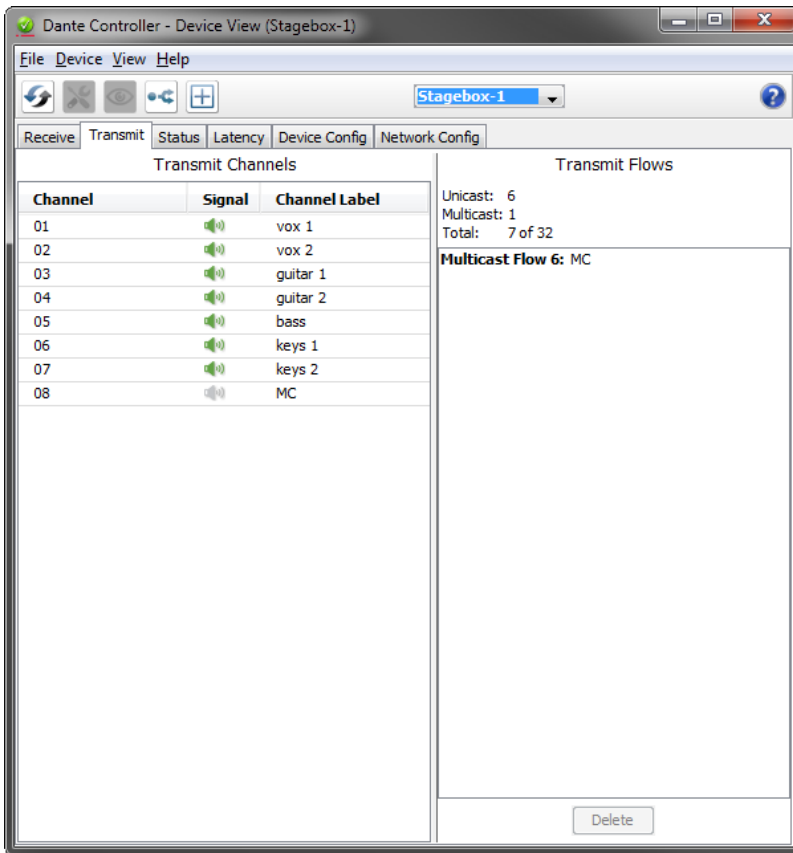 Dante Controller - Device View (Stagebox-1)
File Device View Help
Stagebox-1
Receive Transmit Status Latency Device Config Network Config
Transmit Channels
Channel Signal Channel Label
01 vox 1
02 vox 2
03 guitar 1
04 guitar 2
05 bass
06 keys 1
07 keys 2
08 MC
Transmit Flows
Unicast: 6
Multicast: 1
Total: 7 of 32
Multicast Flow 6: MC
Delete